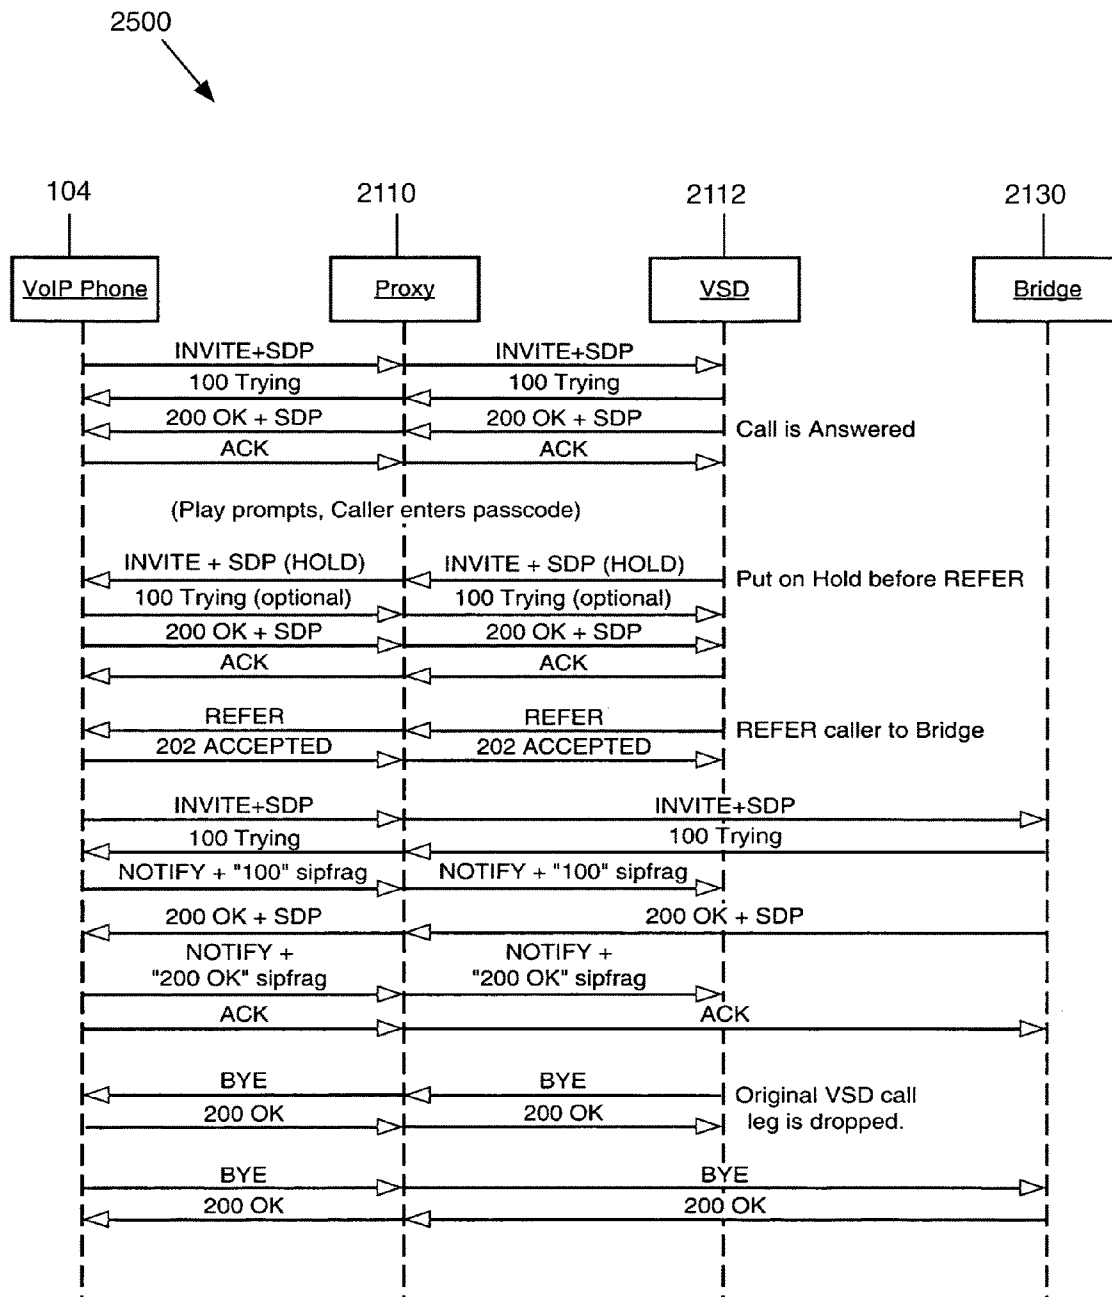 2500
104 2110 2112 2130
VoIP Phone Proxy VSD Bridge
INVITE+SDP INVITE+SDP
100 Trying 100 Trying
200 OK + SDP 200 OK + SDP Call is Answered
ACK ACK
(Play prompts, Caller enters passcode)
INVITE + SDP (HOLD) INVITE + SDP (HOLD) Put on Hold before REFER
100 Trying (optional) 100 Trying (optional)
200 OK + SDP 200 OK + SDP
ACK ACK
REFER REFER REFER caller to Bridge
202 ACCEPTED 202 ACCEPTED
INVITE+SDP INVITE+SDP
100 Trying 100 Trying
NOTIFY + "100" sipfrag NOTIFY + "100" sipfrag
200 OK + SDP 200 OK + SDP
NOTIFY + NOTIFY +
"200 OK" sipfrag "200 OK" sipfrag
ACK ACK
BYE BYE Original VSD call
200 OK 200 OK leg is dropped.
BYE BYE
200 OK 200 OK